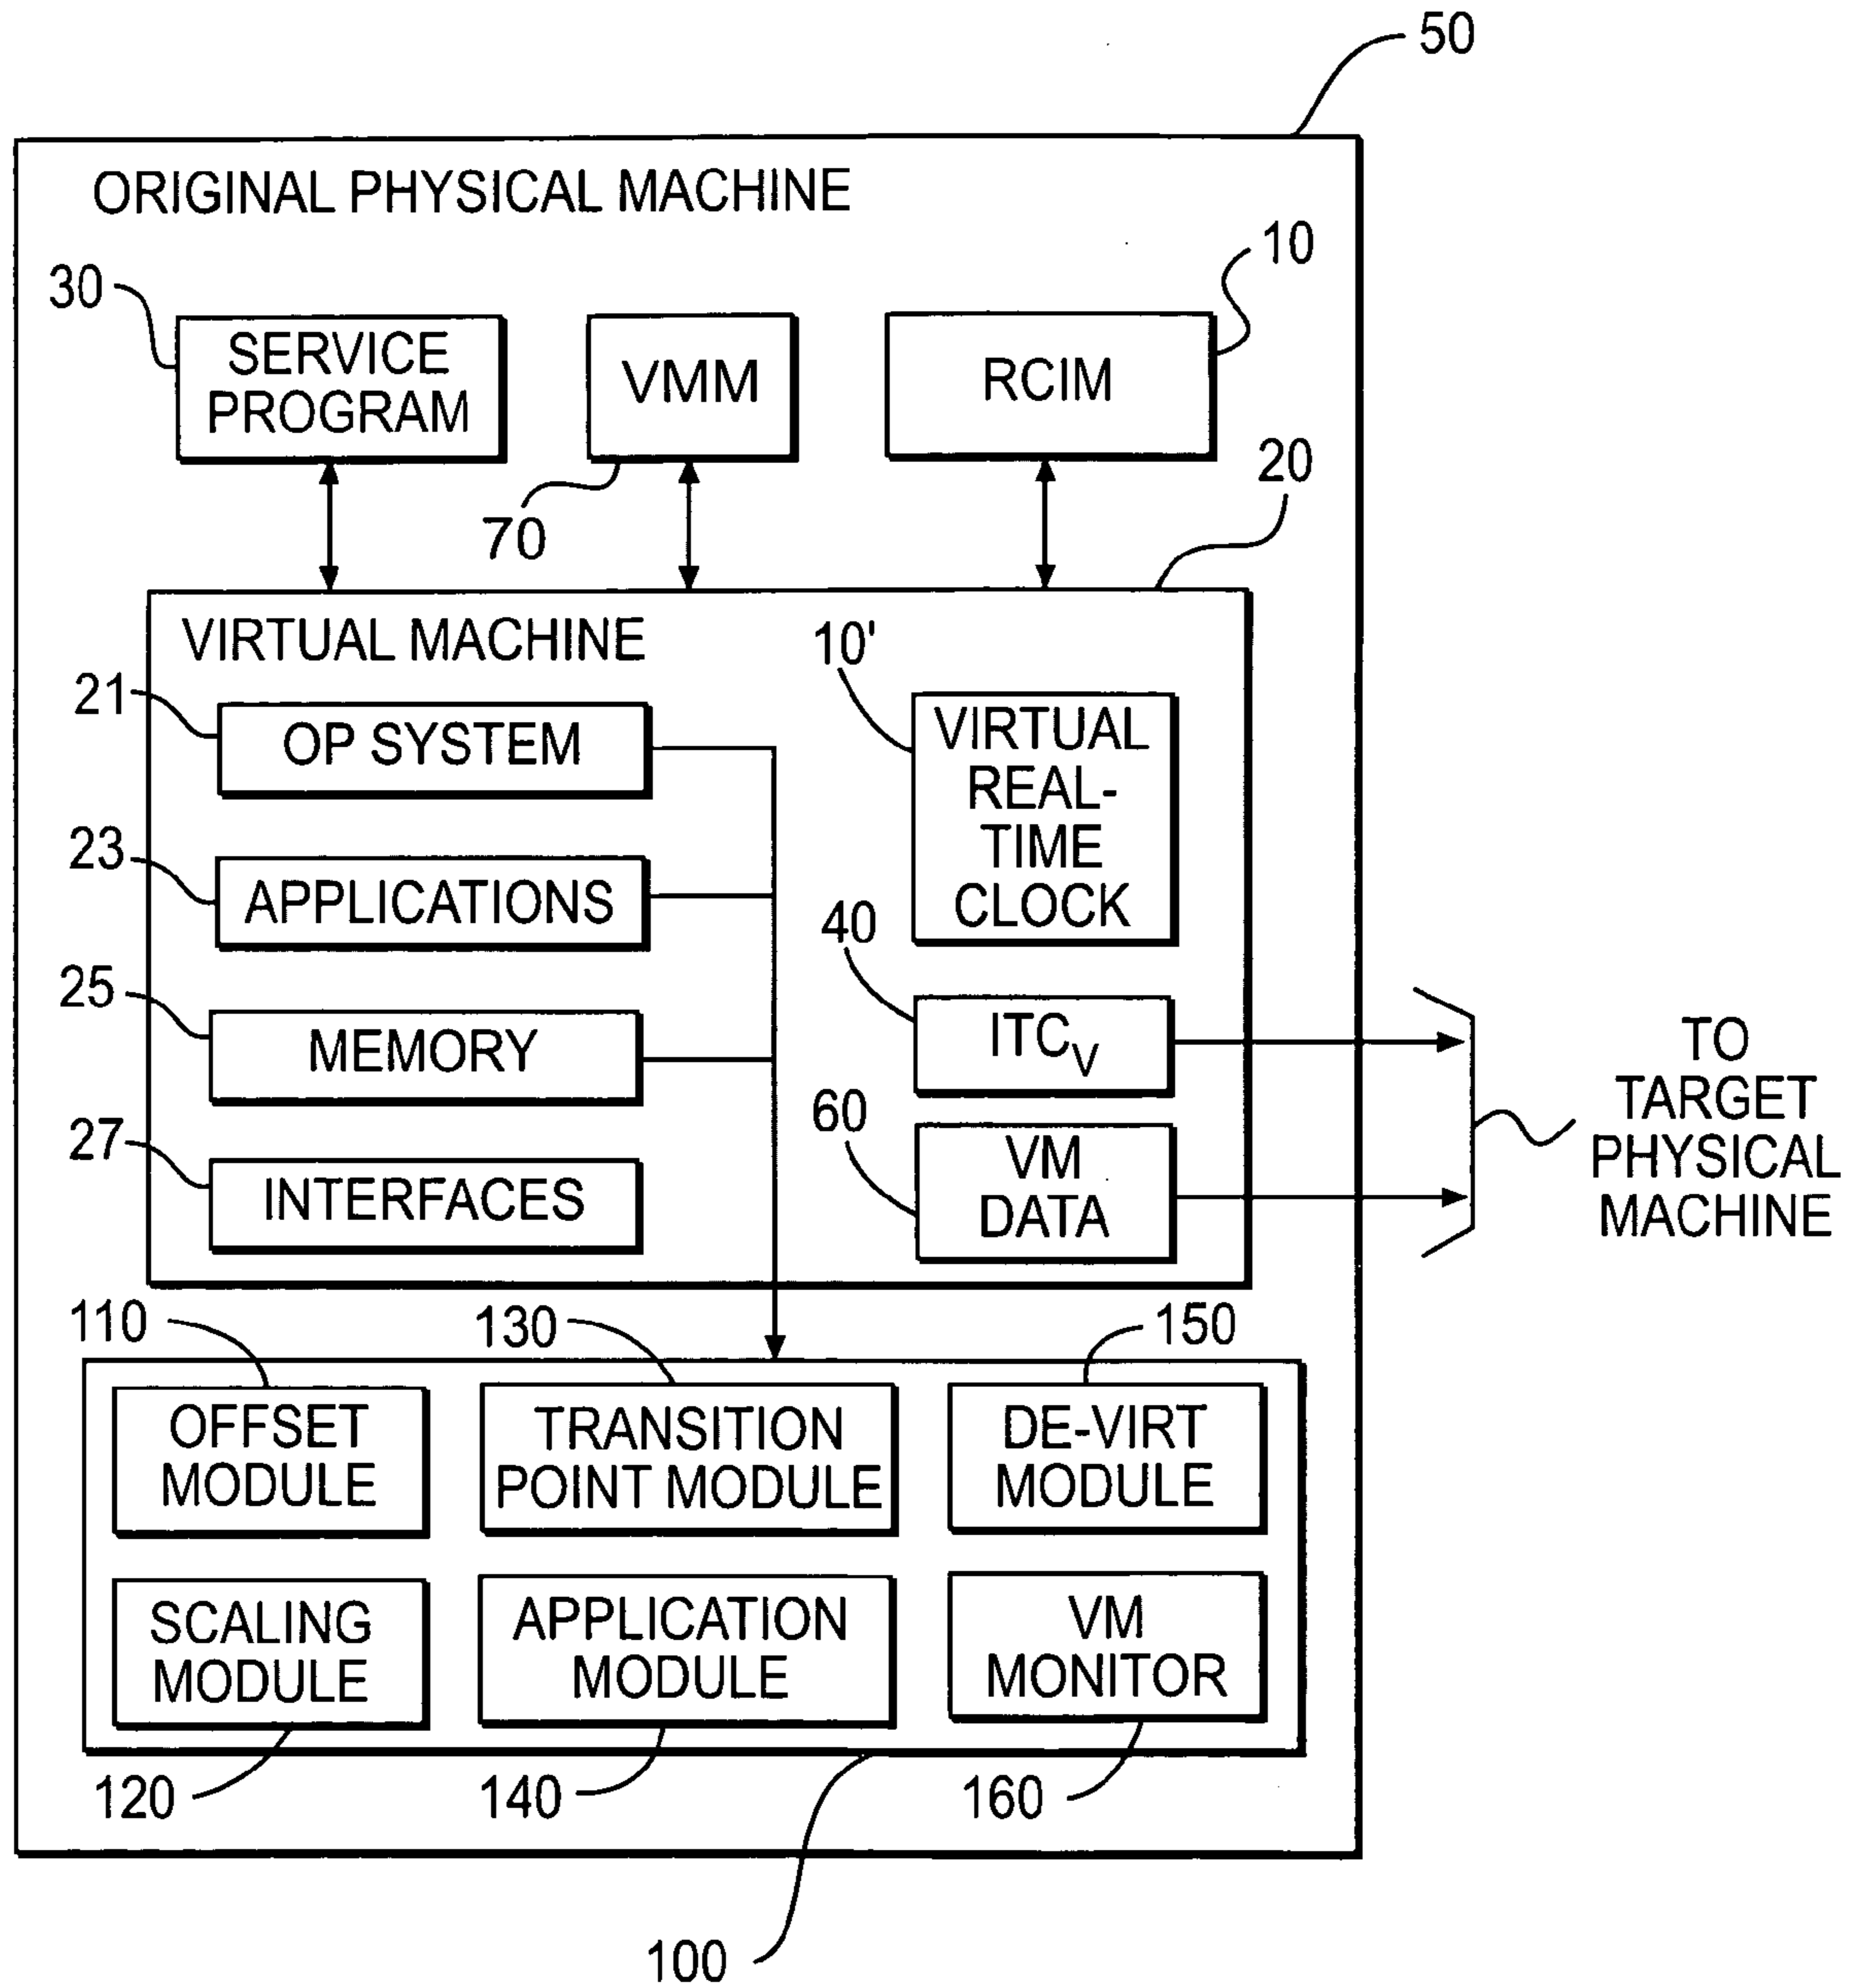 50
ORIGINAL PHYSICAL MACHINE
10
30
SERVICE
PROGRAM
VMM
RCIM
70
20
VIRTUAL MACHINE
21
OP SYSTEM
10'
VIRTUAL
REAL-
TIME
CLOCK
23
APPLICATIONS
40
25
MEMORY
ITCV
27
INTERFACES
60
VM
DATA
TO
TARGET
PHYSICAL
MACHINE
110
130
150
OFFSET
MODULE
TRANSITION
POINT MODULE
DE-VIRT
MODULE
SCALING
MODULE
APPLICATION
MODULE
VM
MONITOR
120
140
160
100